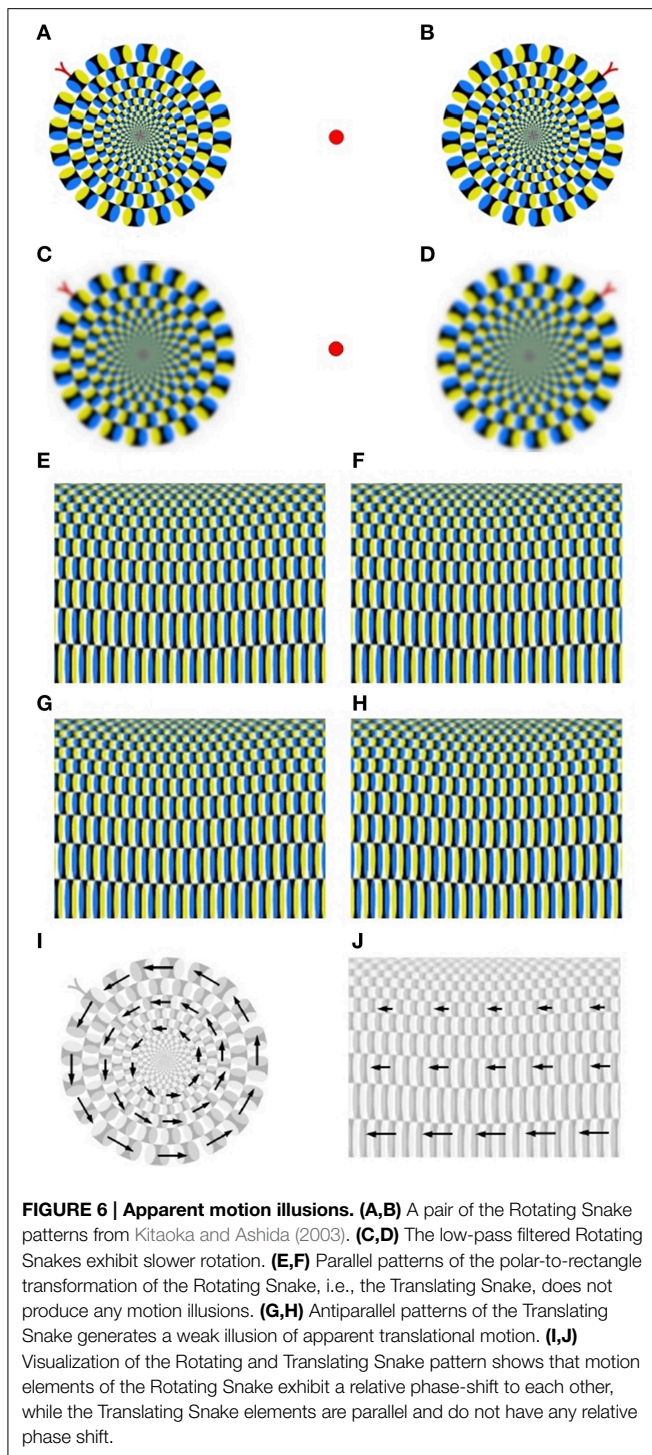 A
B
C
D
E
F
G
H
I
J
FIGURE 6 | Apparent motion illusions. (A,B) A pair of the Rotating Snake
patterns from Kitaoka and Ashida (2003). (C,D) The low-pass filtered Rotating
Snakes exhibit slower rotation. (E,F) Parallel patterns of the polar-to-rectangle
transformation of the Rotating Snake, i.e., the Translating Snake, does not
produce any motion illusions. (G,H) Antiparallel patterns of the Translating
Snake generates a weak illusion of apparent translational motion. (I,J)
Visualization of the Rotating and Translating Snake pattern shows that motion
elements of the Rotating Snake exhibit a relative phase-shift to each other,
while the Translating Snake elements are parallel and do not have any relative
phase shift.